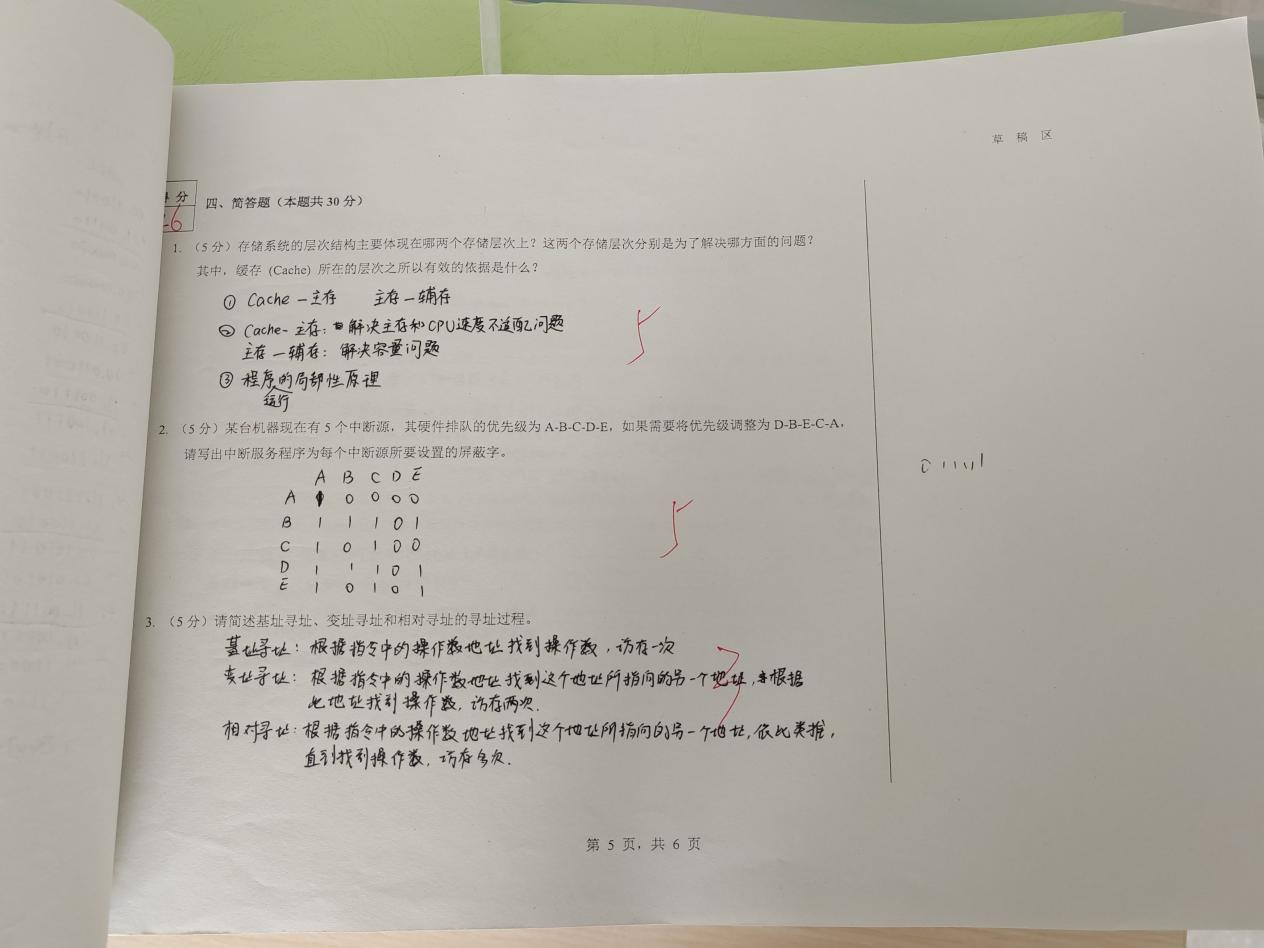 草 稿 区
分
四、简答题（本题共 30 分）
6
1. （5 分）存储系统的层次结构主要体现在哪两个存储层次上？这两个存储层次分别是为了解决哪方面的问题？
其中，缓存 (Cache) 所在的层次之所以有效的依据是什么？
① Cache—主存 主存—辅存
② Cache-主存：解决主存和CPU速度不适配问题
主存—辅存：解决容量问题
③ 程序的局部性原理
运行
5
2. （5 分）某台机器现在有 5 个中断源，其硬件排队的优先级为 A-B-C-D-E，如果需要将优先级调整为 D-B-E-C-A，
请写出中断服务程序为每个中断源所要设置的屏蔽字。
A B C D E
A 1 0 0 0 0
B 1 1 1 0 1
C 1 0 1 0 0
D 1 1 1 0 1
E 1 0 1 0 1
5
0 1 1 1 1 1
3. （5 分）请简述基址寻址、变址寻址和相对寻址的寻址过程。
基址寻址：根据指令中的操作数地址找到操作数，访存一次
变址寻址：根据指令中的操作数地址找到这个地址所指向的另一个地址，根据
此地址找到操作数，访存两次.
相对寻址：根据指令中的操作数地址找到这个地址所指向的另一个地址，依此类推，
直到找到操作数，访存多次.
第 5 页，共 6 页